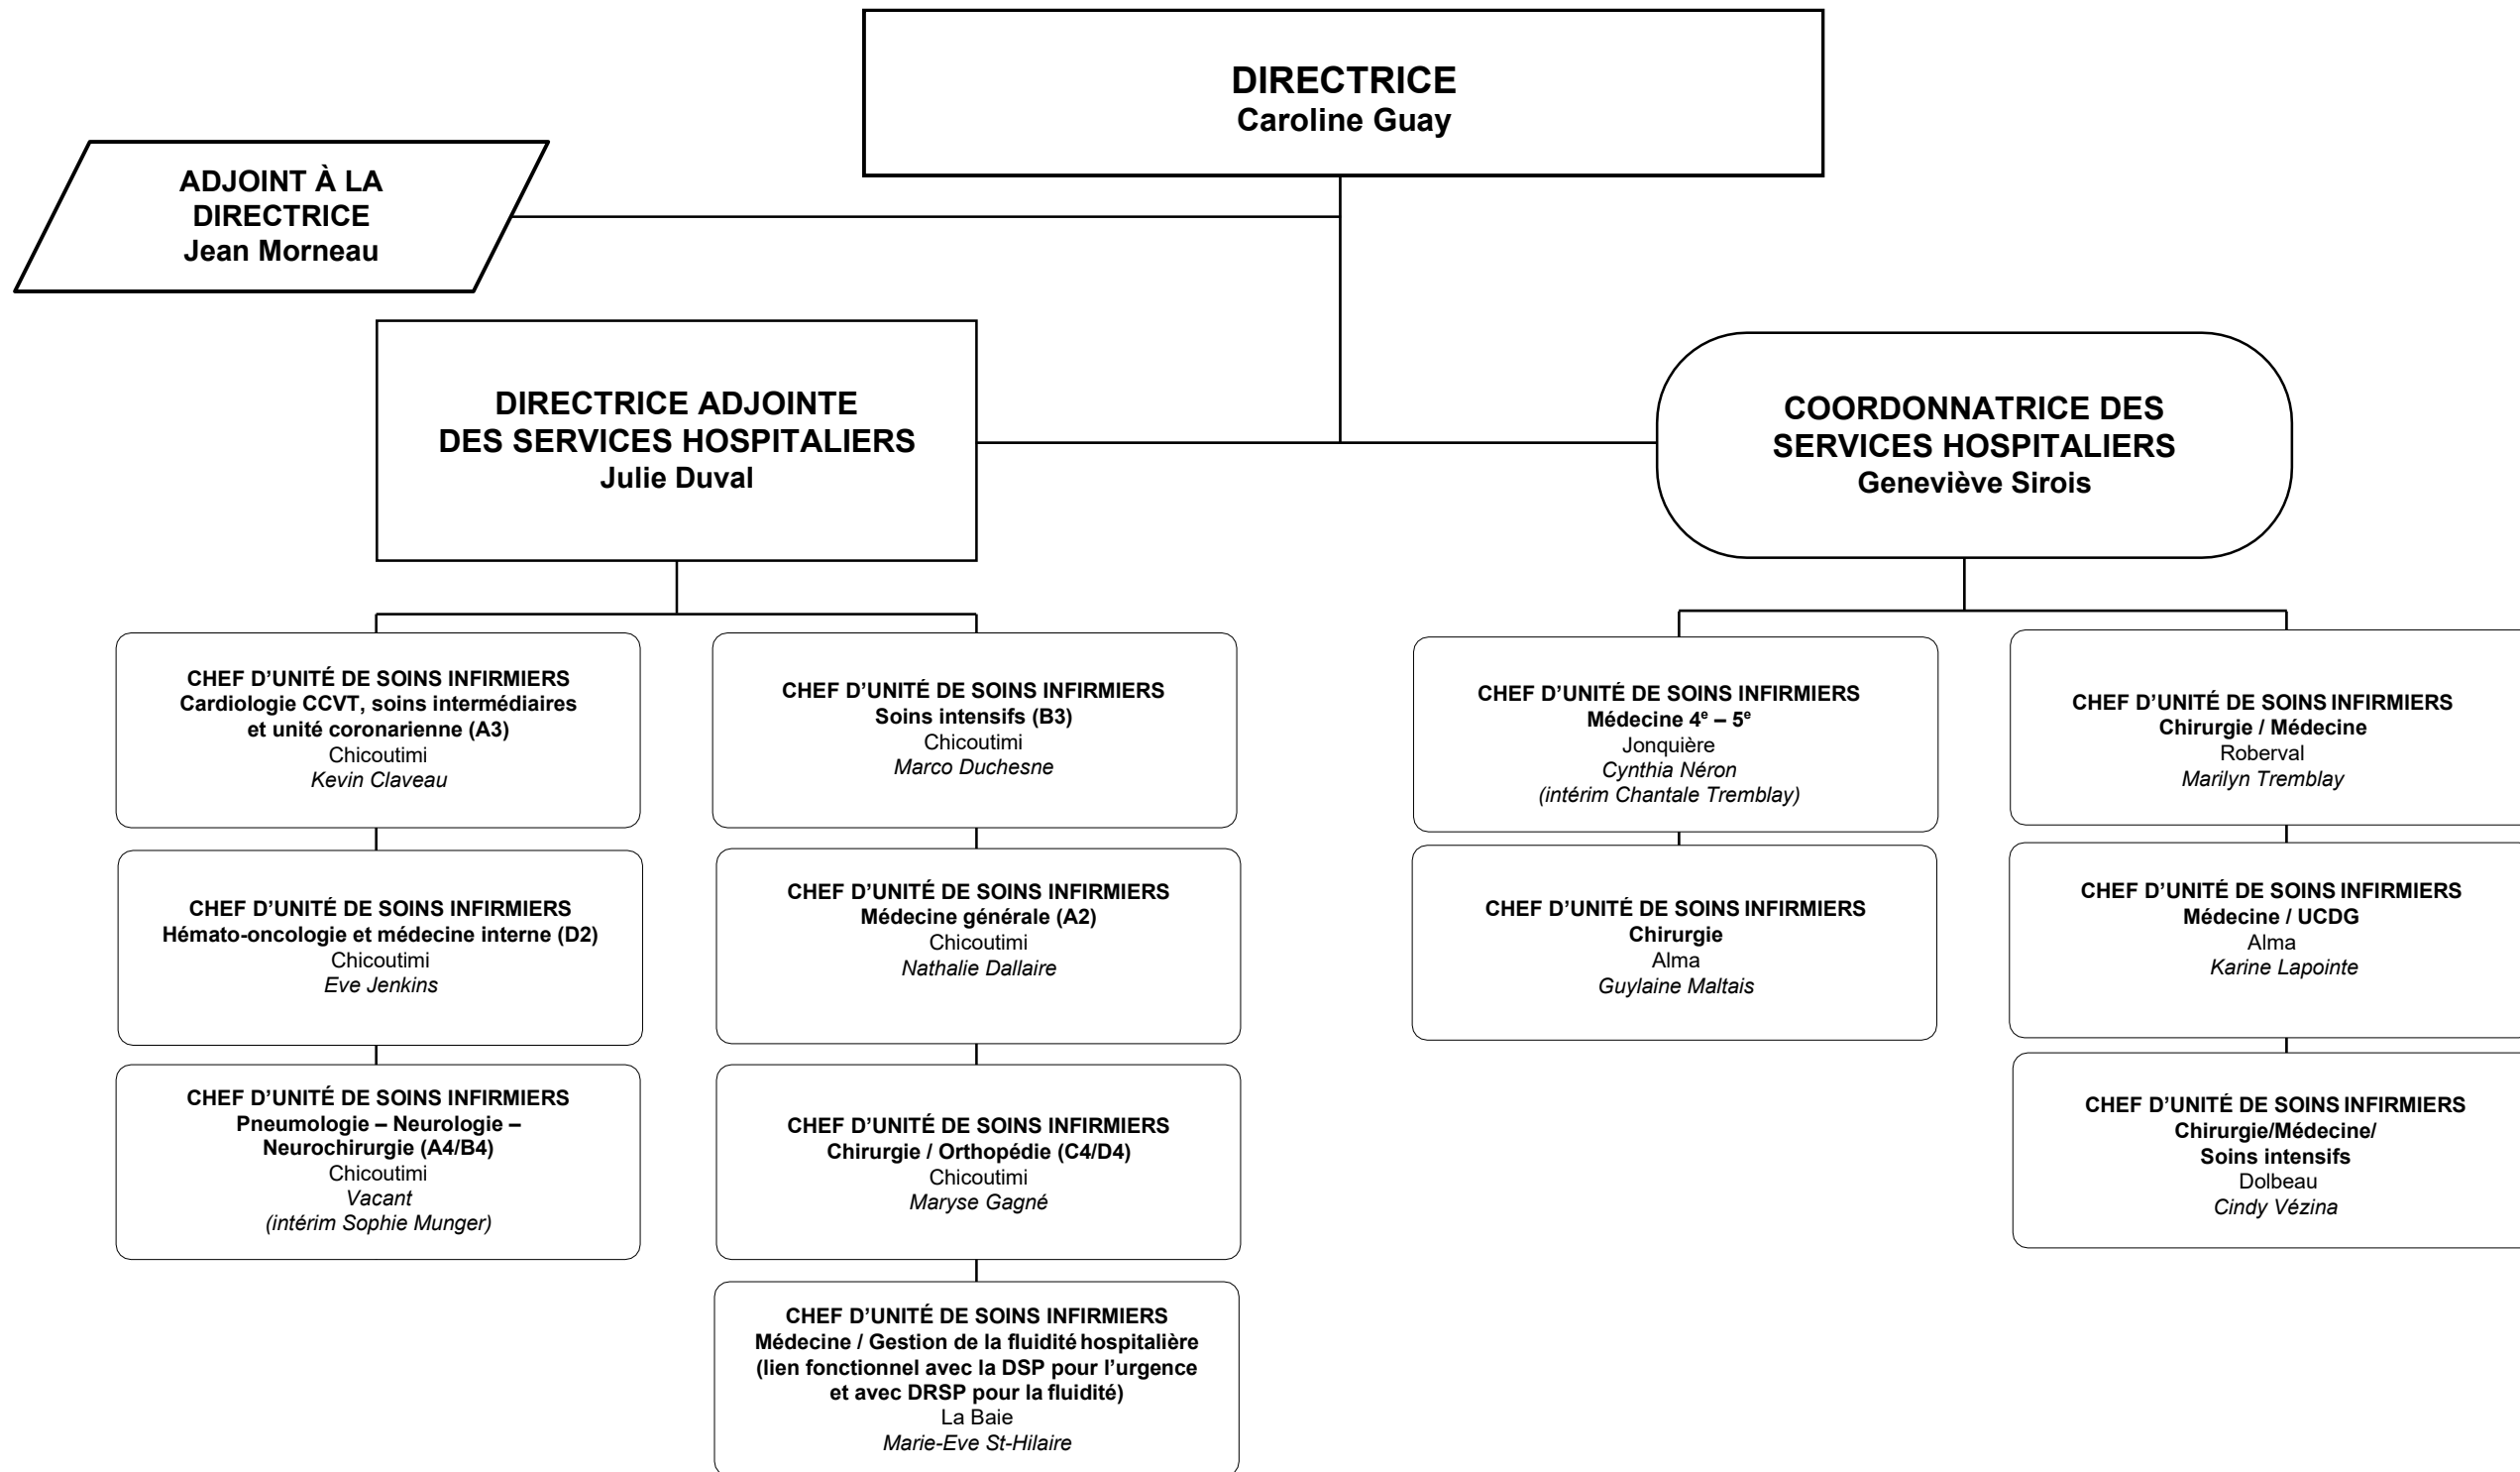 DIRECTRICE
Caroline Guay
ADJOINT À LA
DIRECTRICE
Jean Morneau
DIRECTRICE ADJOINTE
DES SERVICES HOSPITALIERS
Julie Duval
COORDONNATRICE DES
SERVICES HOSPITALIERS
Geneviève Sirois
CHEF D’UNITÉ DE SOINS INFIRMIERS
Cardiologie CCVT, soins intermédiaires
et unité coronarienne (A3)
Chicoutimi
Kevin Claveau
CHEF D’UNITÉ DE SOINS INFIRMIERS
Hémato-oncologie et médecine interne (D2)
Chicoutimi
Eve Jenkins
CHEF D’UNITÉ DE SOINS INFIRMIERS
Pneumologie – Neurologie –
Neurochirurgie (A4/B4)
Chicoutimi
Vacant
(intérim Sophie Munger)
CHEF D’UNITÉ DE SOINS INFIRMIERS
Soins intensifs (B3)
Chicoutimi
Marco Duchesne
CHEF D’UNITÉ DE SOINS INFIRMIERS
Médecine générale (A2)
Chicoutimi
Nathalie Dallaire
CHEF D’UNITÉ DE SOINS INFIRMIERS
Chirurgie / Orthopédie (C4/D4)
Chicoutimi
Maryse Gagné
CHEF D’UNITÉ DE SOINS INFIRMIERS
Médecine / Gestion de la fluidité hospitalière
(lien fonctionnel avec la DSP pour l’urgence
et avec DRSP pour la fluidité)
La Baie
Marie-Eve St-Hilaire
CHEF D’UNITÉ DE SOINS INFIRMIERS
Médecine 4ᵉ – 5ᵉ
Jonquière
Cynthia Néron
(intérim Chantale Tremblay)
CHEF D’UNITÉ DE SOINS INFIRMIERS
Chirurgie
Alma
Guylaine Maltais
CHEF D’UNITÉ DE SOINS INFIRMIERS
Chirurgie / Médecine
Roberval
Marilyn Tremblay
CHEF D’UNITÉ DE SOINS INFIRMIERS
Médecine / UCDG
Alma
Karine Lapointe
CHEF D’UNITÉ DE SOINS INFIRMIERS
Chirurgie/Médecine/
Soins intensifs
Dolbeau
Cindy Vézina